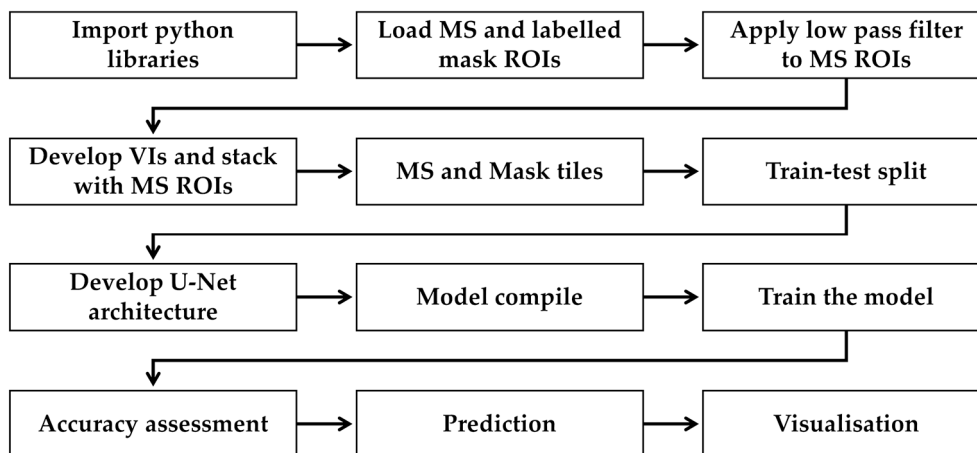 Import python
libraries
Load MS and labelled
mask ROIs
Apply low pass filter
to MS ROIs
Develop VIs and stack
with MS ROIs
MS and Mask tiles
Train-test split
Develop U-Net
architecture
Model compile
Train the model
Accuracy assessment
Prediction
Visualisation